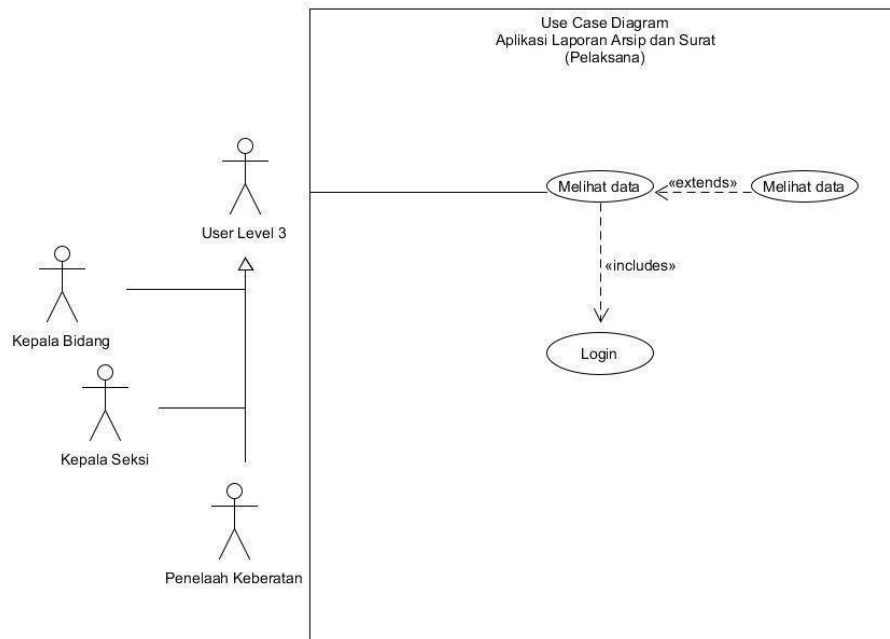 Use Case Diagram
Aplikasi Laporan Arsip dan Surat
(Pelaksana)
Melihat data
«extends»
Melihat data
User Level 3
«includes»
Kepala Bidang
Login
Kepala Seksi
Penelaah Keberatan